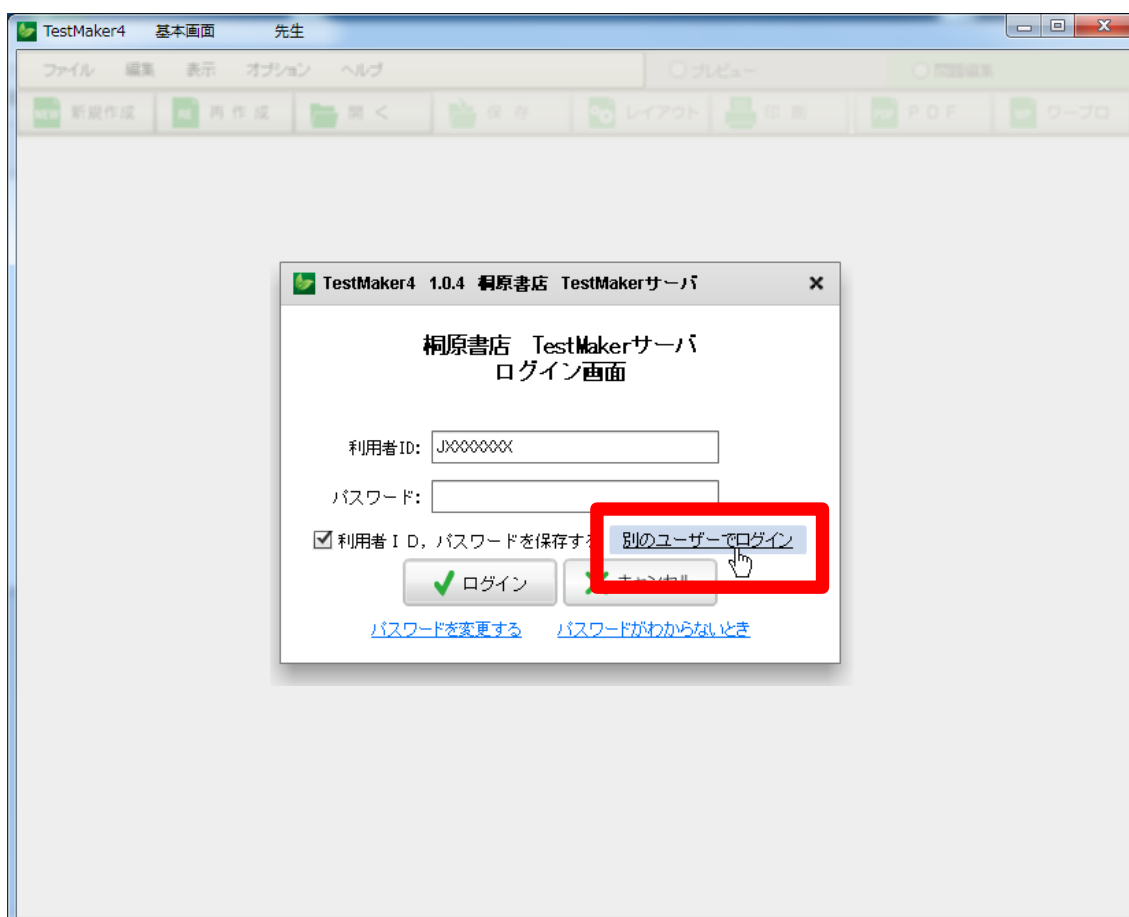 TestMaker4 基本画面 先生
ファイル 編集 表示 オプション ヘルプ プレビュー 問題編集
NEW 新規作成 RE 再作成 開く 保存 レイアウト 印刷 PDF ワープロ
TestMaker4 1.0.4 桐原書店 TestMakerサーバ
桐原書店 TestMakerサーバ
ログイン画面
利用者ID: JXXXXXXX
パスワード:
利用者ID,パスワードを保存する 別のユーザーでログイン
ログイン キャンセル
パスワードを変更する パスワードがわからないとき